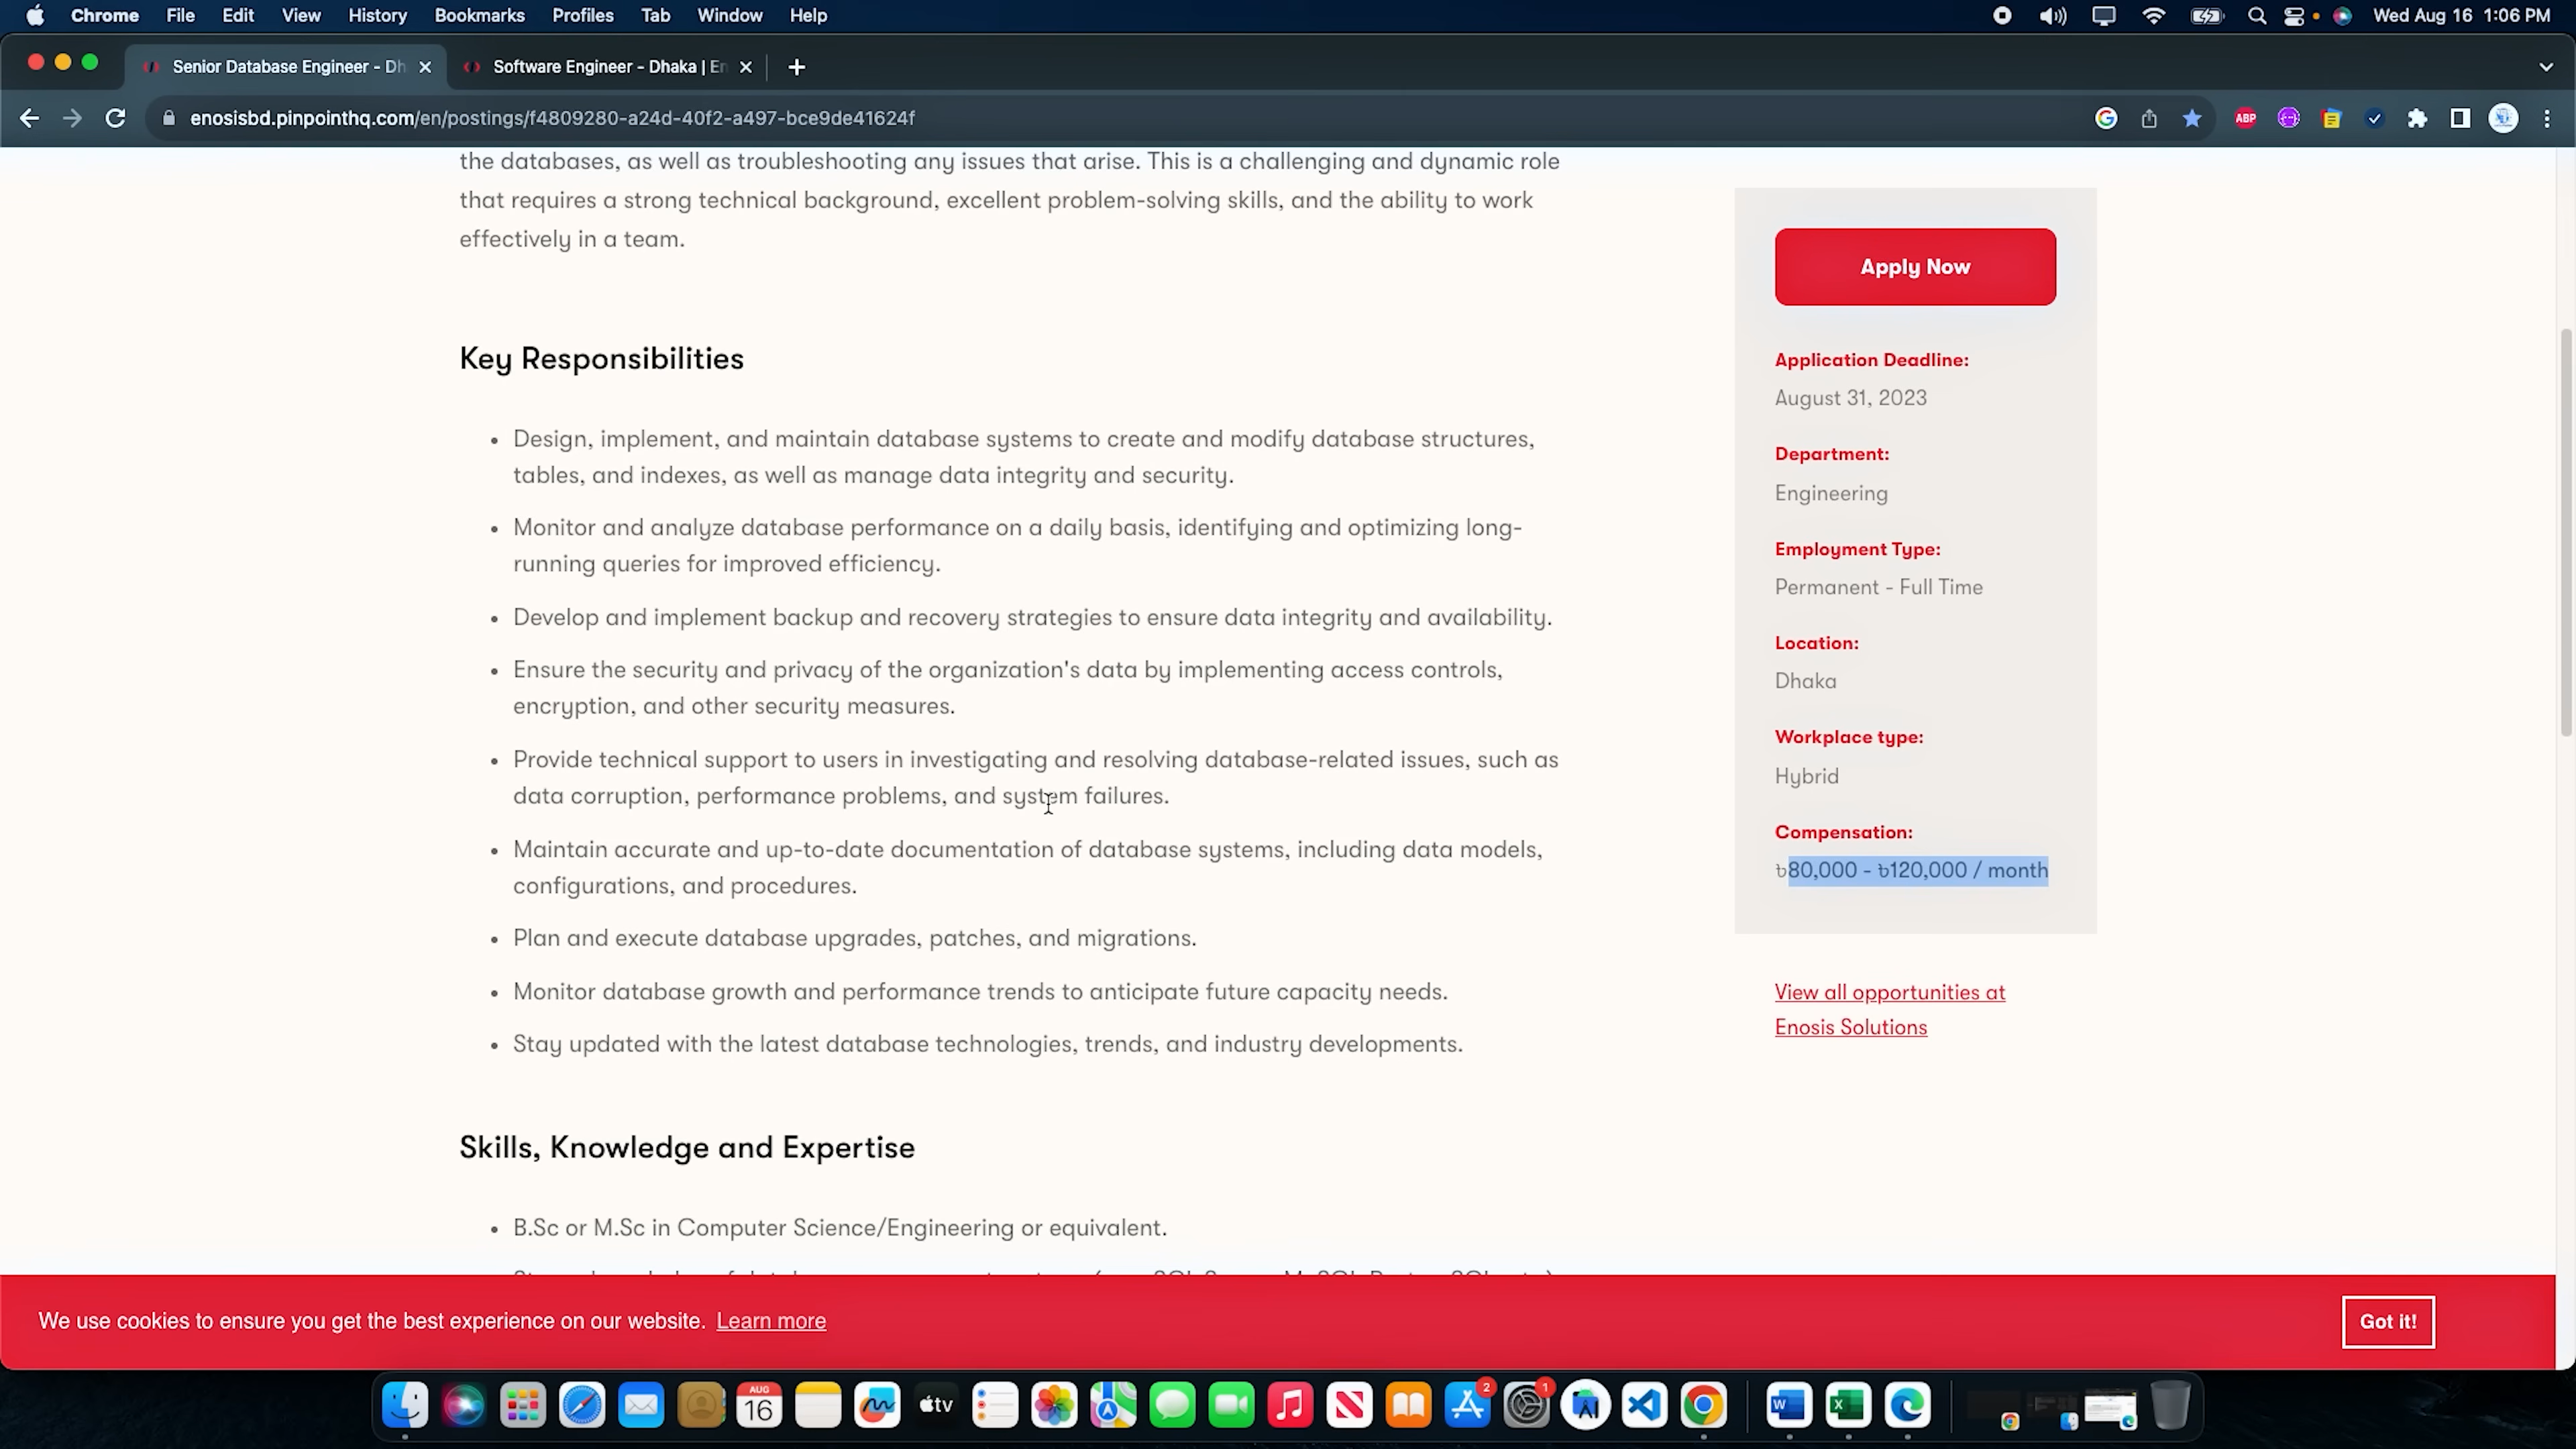 Chrome File Edit View History Bookmarks Profiles Tab Window Help
Wed Aug 16 1:06 PM
Senior Database Engineer - Dh
Software Engineer - Dhaka | En
enosisbd.pinpointhq.com/en/postings/f4809280-a24d-40f2-a497-bce9de41624f
ABP
the databases, as well as troubleshooting any issues that arise. This is a challenging and dynamic role
that requires a strong technical background, excellent problem-solving skills, and the ability to work
effectively in a team.
Key Responsibilities
• Design, implement, and maintain database systems to create and modify database structures,
tables, and indexes, as well as manage data integrity and security.
• Monitor and analyze database performance on a daily basis, identifying and optimizing long-
running queries for improved efficiency.
• Develop and implement backup and recovery strategies to ensure data integrity and availability.
• Ensure the security and privacy of the organization's data by implementing access controls,
encryption, and other security measures.
• Provide technical support to users in investigating and resolving database-related issues, such as
data corruption, performance problems, and system failures.
• Maintain accurate and up-to-date documentation of database systems, including data models,
configurations, and procedures.
• Plan and execute database upgrades, patches, and migrations.
• Monitor database growth and performance trends to anticipate future capacity needs.
• Stay updated with the latest database technologies, trends, and industry developments.
Skills, Knowledge and Expertise
• B.Sc or M.Sc in Computer Science/Engineering or equivalent.
Apply Now
Application Deadline:
August 31, 2023
Department:
Engineering
Employment Type:
Permanent - Full Time
Location:
Dhaka
Workplace type:
Hybrid
Compensation:
৳80,000 - ৳120,000 / month
View all opportunities at
Enosis Solutions
We use cookies to ensure you get the best experience on our website. Learn more
Got it!
AUG
16
tv
2
1